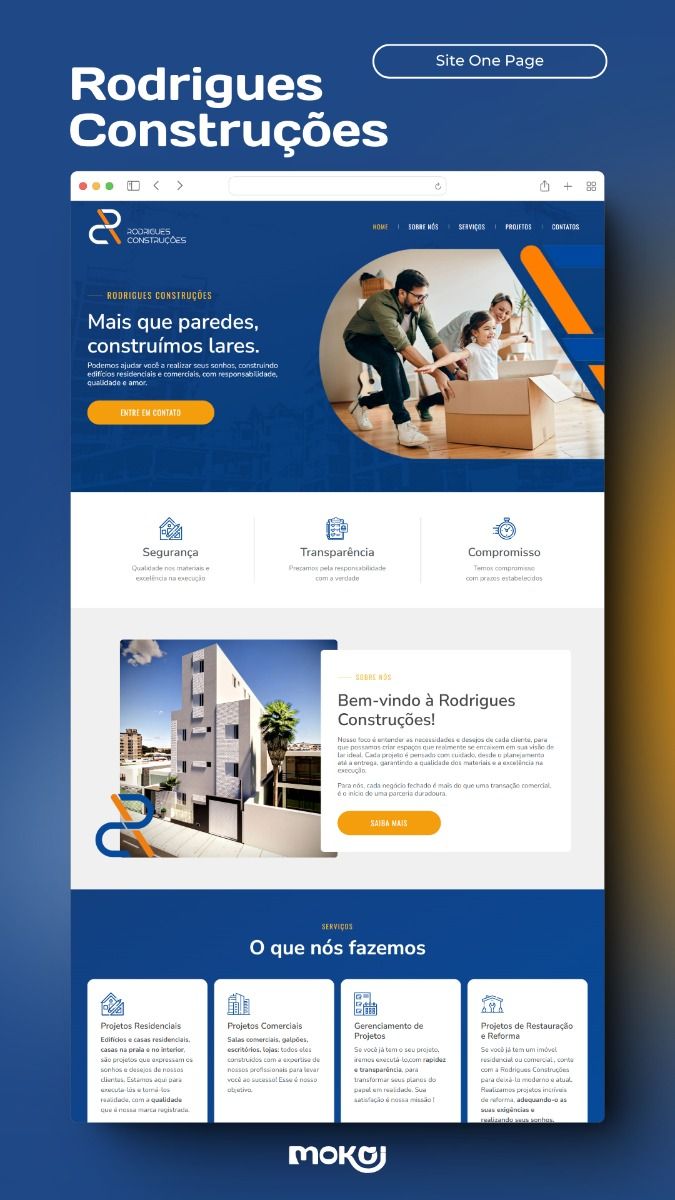 Site One Page
Rodrigues
Construções
RODRIGUES
CONSTRUÇÕES
HOME
SOBRE NÓS
SERVIÇOS
PROJETOS
CONTATOS
RODRIGUES CONSTRUÇÕES
Mais que paredes,
construímos lares.
Podemos ajudar você a realizar seus sonhos, construindo
edifícios residenciais e comerciais, com responsabilidade,
qualidade e amor.
ENTRE EM CONTATO
Segurança
Qualidade nos materiais e
excelência na execução
Transparência
Prezamos pela responsabilidade
com a verdade
Compromisso
Temos compromisso
com prazos estabelecidos
SOBRE NÓS
Bem-vindo à Rodrigues
Construções!
Nosso foco é entender as necessidades e desejos de cada cliente, para
que possamos criar espaços que realmente se encaixem em sua visão de
lar ideal. Cada projeto é pensado com cuidado, desde o planejamento
até a entrega, garantindo a qualidade dos materiais e a excelência na
execução.
Para nós, cada negócio fechado é mais do que uma transação comercial,
é o início de uma parceria duradoura.
SAIBA MAIS
SERVIÇOS
O que nós fazemos
Projetos Residenciais
Edifícios e casas residenciais,
casas na praia e no interior,
são projetos que expressam os
sonhos e desejos de nossos
clientes. Estamos aqui para
executá-los e torná-los
realidade, com a qualidade
que é nossa marca registrada.
Projetos Comerciais
Salas comerciais, galpões,
escritórios, lojas: todos eles
construídos com a expertise de
nossos profissionais para levar
você ao sucesso! Esse é nosso
objetivo.
Gerenciamento de
Projetos
Se você já tem o seu projeto,
iremos executá-lo,com rapidez
e transparência, para
transformar seus planos do
papel em realidade. Sua
satisfação é nossa missão !
Projetos de Restauração
e Reforma
Se você já tem um imóvel
residencial ou comercial , conte
com a Rodrigues Construções
para deixá-lo moderno e atual.
Realizamos projetos incríveis
de reforma, adequando-o as
suas exigências e
realizando seus sonhos.
mokoj